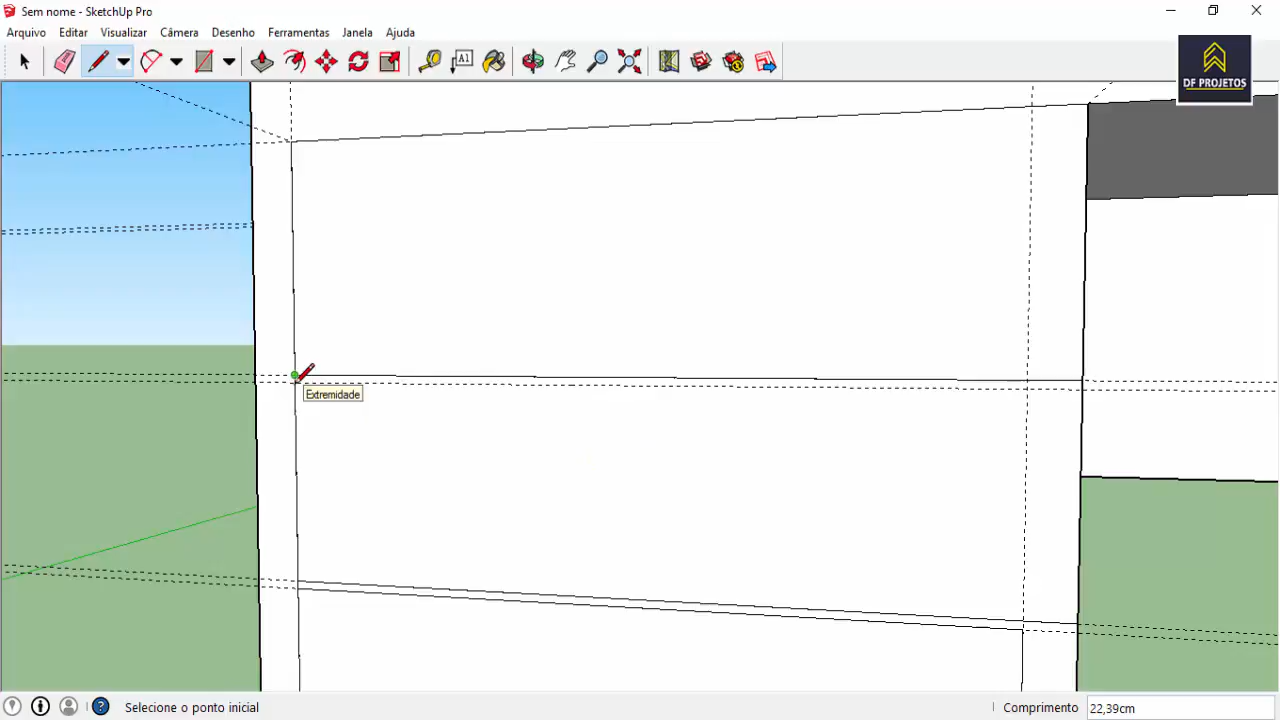 Sem nome - SketchUp Pro
Arquivo Editar Visualizar Câmera Desenho Ferramentas Janela Ajuda
A1
DF PROJETOS
Extremidade
Selecione o ponto inicial
Comprimento 22,39cm